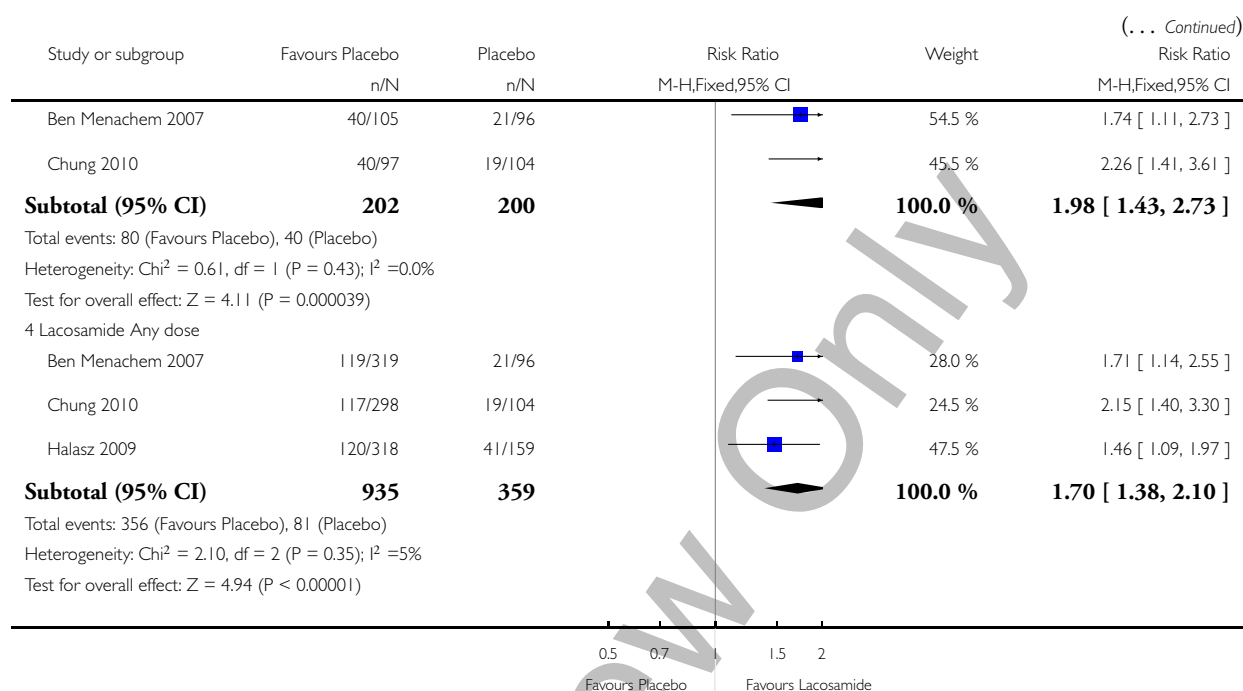 (... Continued)
Study or subgroup Favours Placebo Placebo Risk Ratio Weight Risk Ratio
n/N n/N M-H,Fixed,95% CI M-H,Fixed,95% CI
Ben Menachem 2007 40/105 21/96 54.5 % 1.74 [ 1.11, 2.73 ]
Chung 2010 40/97 19/104 45.5 % 2.26 [ 1.41, 3.61 ]
Subtotal (95% CI) 202 200 100.0 % 1.98 [ 1.43, 2.73 ]
Total events: 80 (Favours Placebo), 40 (Placebo)
Heterogeneity: Chi² = 0.61, df = 1 (P = 0.43); I² =0.0%
Test for overall effect: Z = 4.11 (P = 0.000039)
4 Lacosamide Any dose
Ben Menachem 2007 119/319 21/96 28.0 % 1.71 [ 1.14, 2.55 ]
Chung 2010 117/298 19/104 24.5 % 2.15 [ 1.40, 3.30 ]
Halasz 2009 120/318 41/159 47.5 % 1.46 [ 1.09, 1.97 ]
Subtotal (95% CI) 935 359 100.0 % 1.70 [ 1.38, 2.10 ]
Total events: 356 (Favours Placebo), 81 (Placebo)
Heterogeneity: Chi² = 2.10, df = 2 (P = 0.35); I² =5%
Test for overall effect: Z = 4.94 (P < 0.00001)
0.5 0.7 1 1.5 2
Favours Placebo Favours Lacosamide
Only